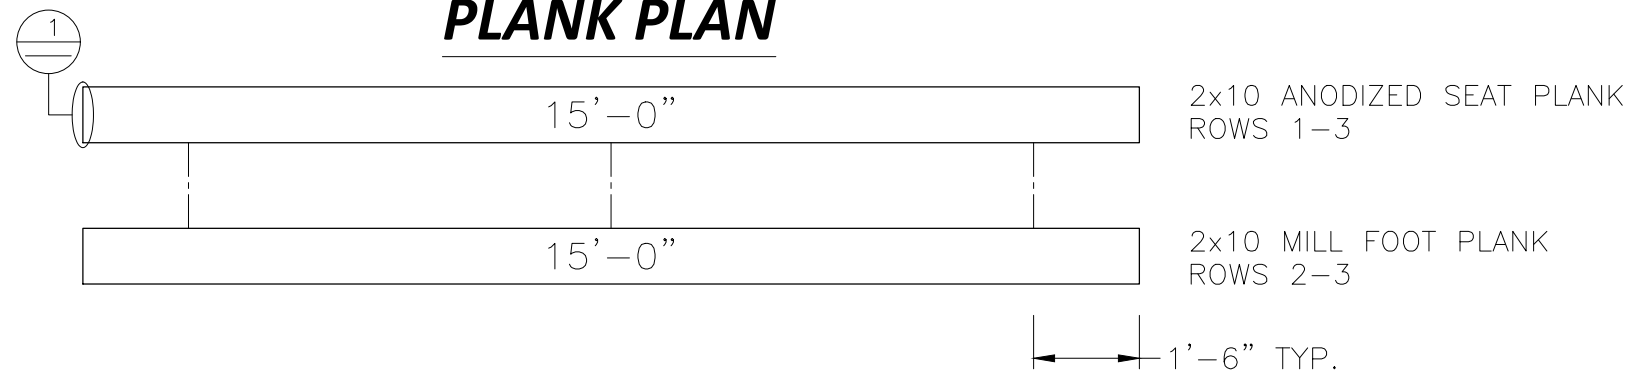 PLANK PLAN
1
15'-0"
2x10 ANODIZED SEAT PLANK
ROWS 1-3
15'-0"
2x10 MILL FOOT PLANK
ROWS 2-3
1'-6" TYP.